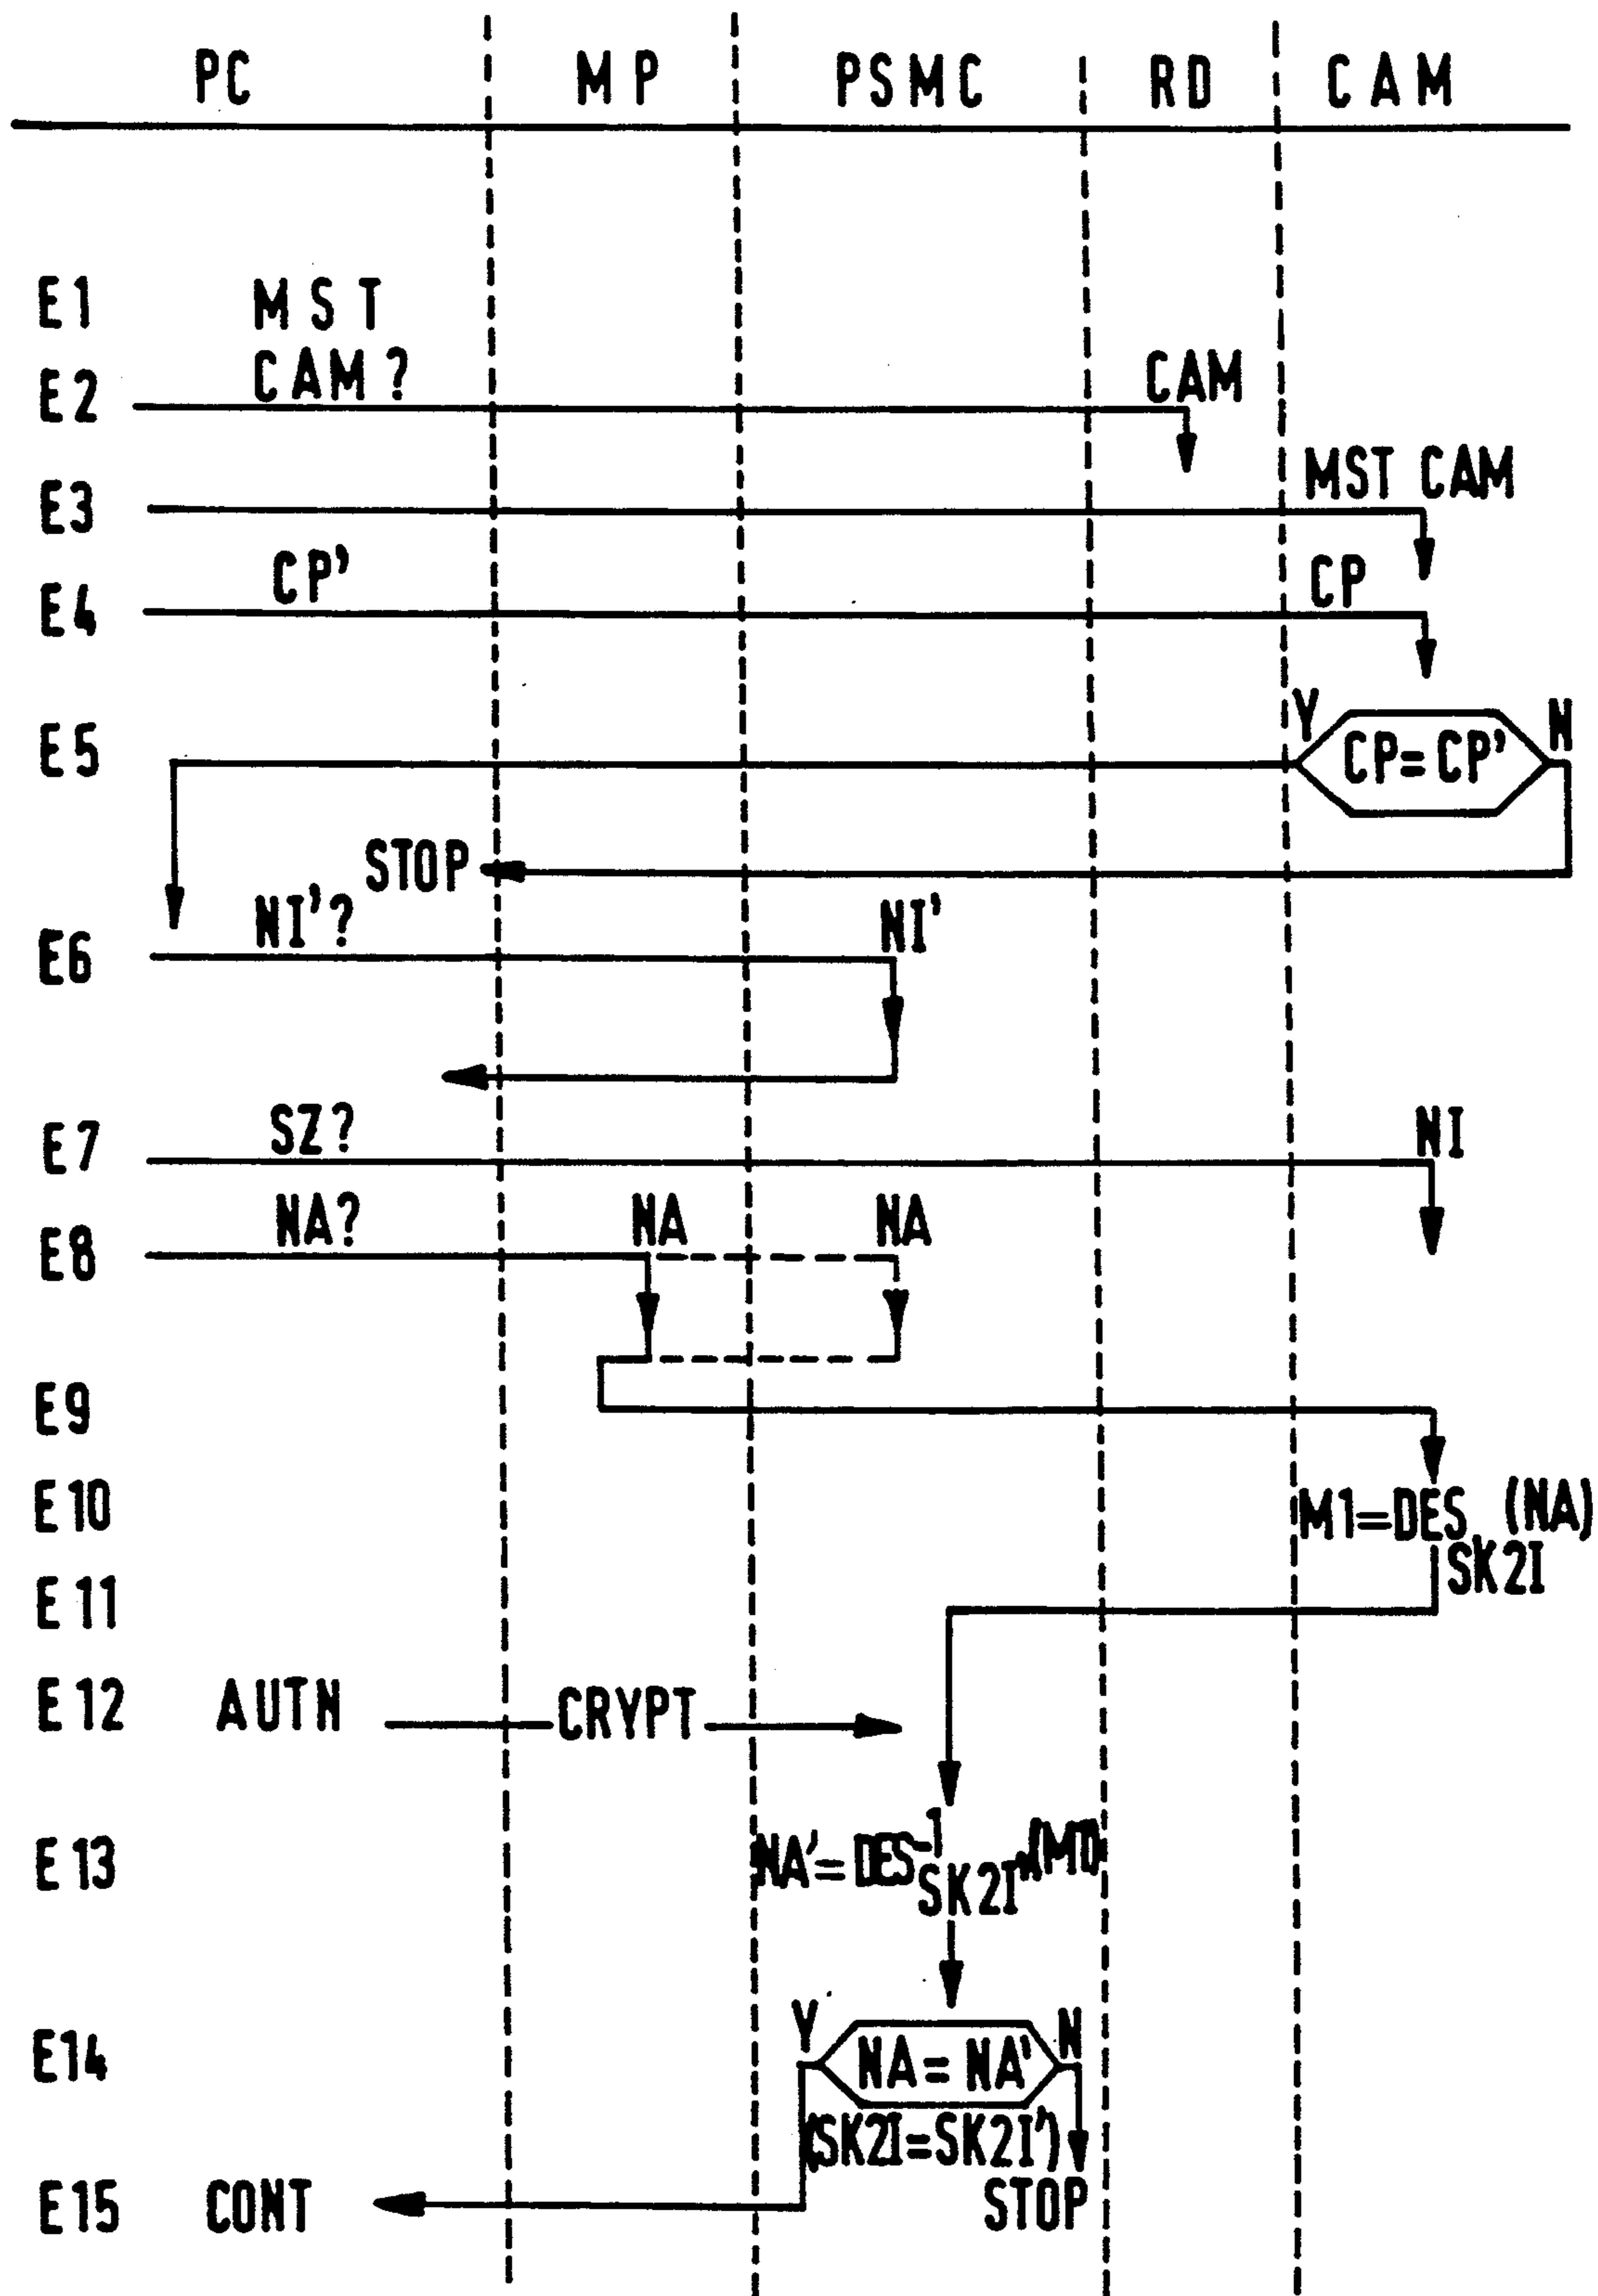 PC MP PSMC RD CAM
E1 MST
E2 CAM? CAM
E3 MST CAM
E4 CP' CP
E5 Y CP=CP' N
STOP
E6 NI'? NI'
E7 SZ? NI
E8 NA? NA NA
E9
E10 M1=DES (NA)
SK2I
E11
E12 AUTN CRYPT
E13 NA'=DES-1 (M1)
SK2I'
E14 Y NA=NA' N
(SK2I=SK2I')
STOP
E15 CONT